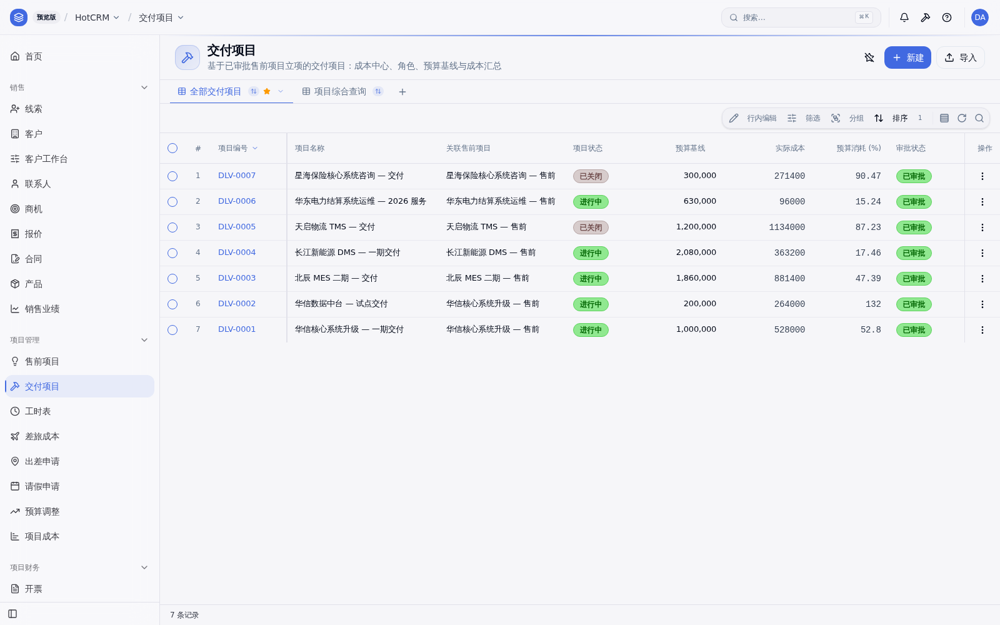 预览版 / HotCRM / 交付项目
搜索... ⌘K
DA
首页
销售
线索
客户
客户工作台
联系人
商机
报价
合同
产品
销售业绩
项目管理
售前项目
交付项目
工时表
差旅成本
出差申请
请假申请
预算调整
项目成本
项目财务
开票
交付项目
基于已审批售前项目立项的交付项目：成本中心、角色、预算基线与成本汇总
新建
导入
全部交付项目
项目综合查询
行内编辑 筛选 分组 排序 1
# 项目编号 项目名称 关联售前项目 项目状态 预算基线 实际成本 预算消耗 (%) 审批状态 操作
1 DLV-0007 星海保险核心系统咨询 — 交付 星海保险核心系统咨询 — 售前 已关闭 300,000 271400 90.47 已审批
2 DLV-0006 华东电力结算系统运维 — 2026 服务 华东电力结算系统运维 — 售前 进行中 630,000 96000 15.24 已审批
3 DLV-0005 天启物流 TMS — 交付 天启物流 TMS — 售前 已关闭 1,200,000 1134000 87.23 已审批
4 DLV-0004 长江新能源 DMS — 一期交付 长江新能源 DMS — 售前 进行中 2,080,000 363200 17.46 已审批
5 DLV-0003 北辰 MES 二期 — 交付 北辰 MES 二期 — 售前 进行中 1,860,000 881400 47.39 已审批
6 DLV-0002 华信数据中台 — 试点交付 华信核心系统升级 — 售前 进行中 200,000 264000 132 已审批
7 DLV-0001 华信核心系统升级 — 一期交付 华信核心系统升级 — 售前 进行中 1,000,000 528000 52.8 已审批
7 条记录